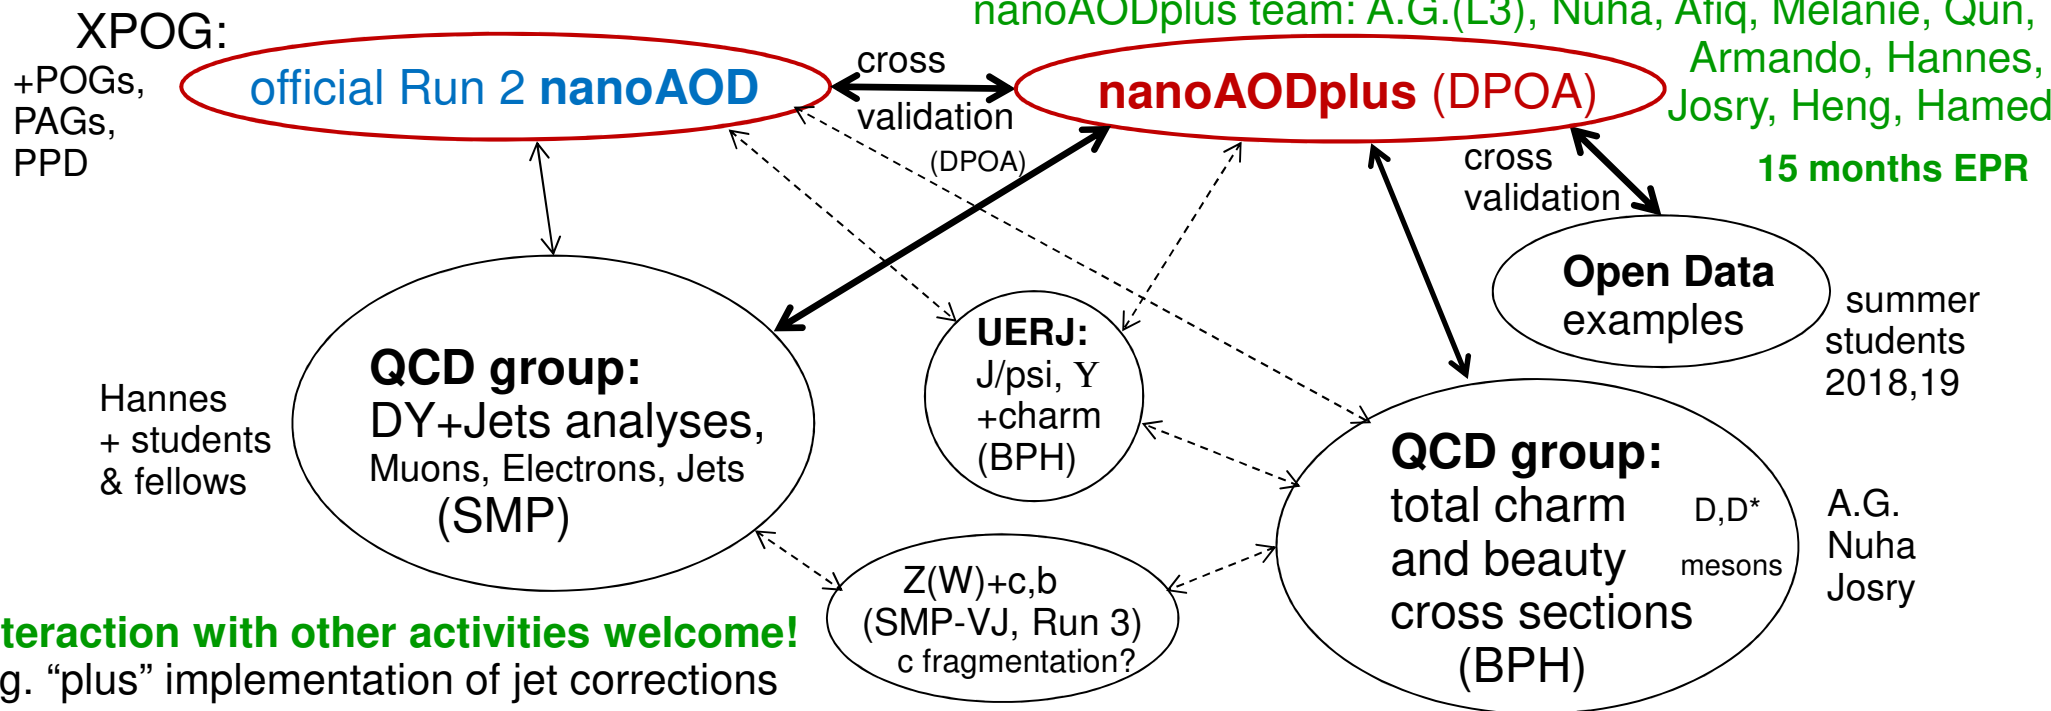 XPOG:
+POGs,
PAGs,
PPD
official Run 2 nanoAOD
cross
validation
(DPOA)
nanoAODplus team: A.G.(L3), Nuha, Afiq, Melanie, Qun,
Armando, Hannes,
Josry, Heng, Hamed
nanoAODplus (DPOA)
15 months EPR
cross
validation
Open Data
examples
summer
students
2018,19
Hannes
+ students
& fellows
QCD group:
DY+Jets analyses,
Muons, Electrons, Jets
(SMP)
UERJ:
J/psi, Υ
+charm
(BPH)
QCD group:
total charm
and beauty
cross sections
(BPH)
D,D*
mesons
A.G.
Nuha
Josry
Z(W)+c,b
(SMP-VJ, Run 3)
c fragmentation?
teraction with other activities welcome!
g. “plus” implementation of jet corrections